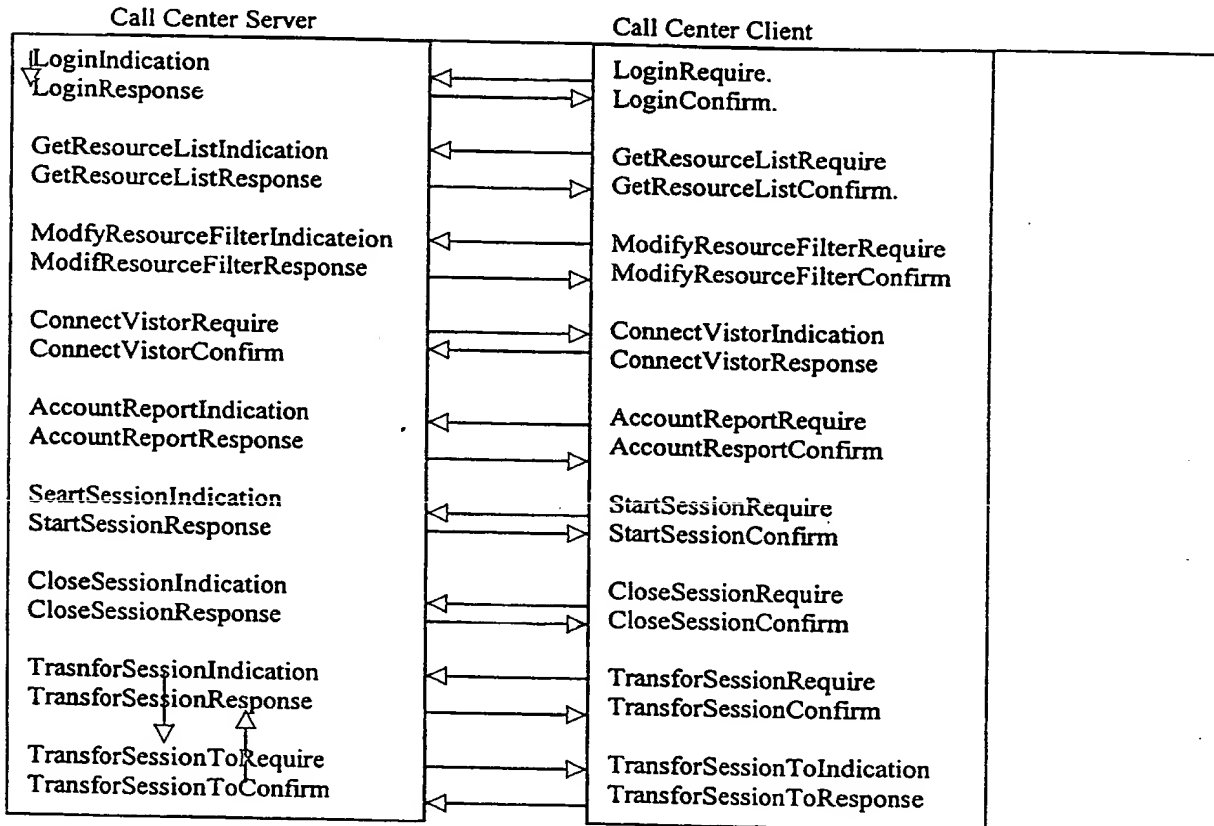 Call Center Server
Call Center Client
LoginIndication
LoginResponse
LoginRequire.
LoginConfirm.
GetResourceListIndication
GetResourceListResponse
GetResourceListRequire
GetResourceListConfirm.
ModfyResourceFilterIndicateion
ModifResourceFilterResponse
ModifyResourceFilterRequire
ModifyResourceFilterConfirm
ConnectVistorRequire
ConnectVistorConfirm
ConnectVistorIndication
ConnectVistorResponse
AccountReportIndication
AccountReportResponse
AccountReportRequire
AccountResportConfirm
SeartSessionIndication
StartSessionResponse
StartSessionRequire
StartSessionConfirm
CloseSessionIndication
CloseSessionResponse
CloseSessionRequire
CloseSessionConfirm
TrasnforSessionIndication
TransforSessionResponse
TransforSessionRequire
TransforSessionConfirm
TransforSessionToRequire
TransforSessionToConfirm
TransforSessionToIndication
TransforSessionToResponse